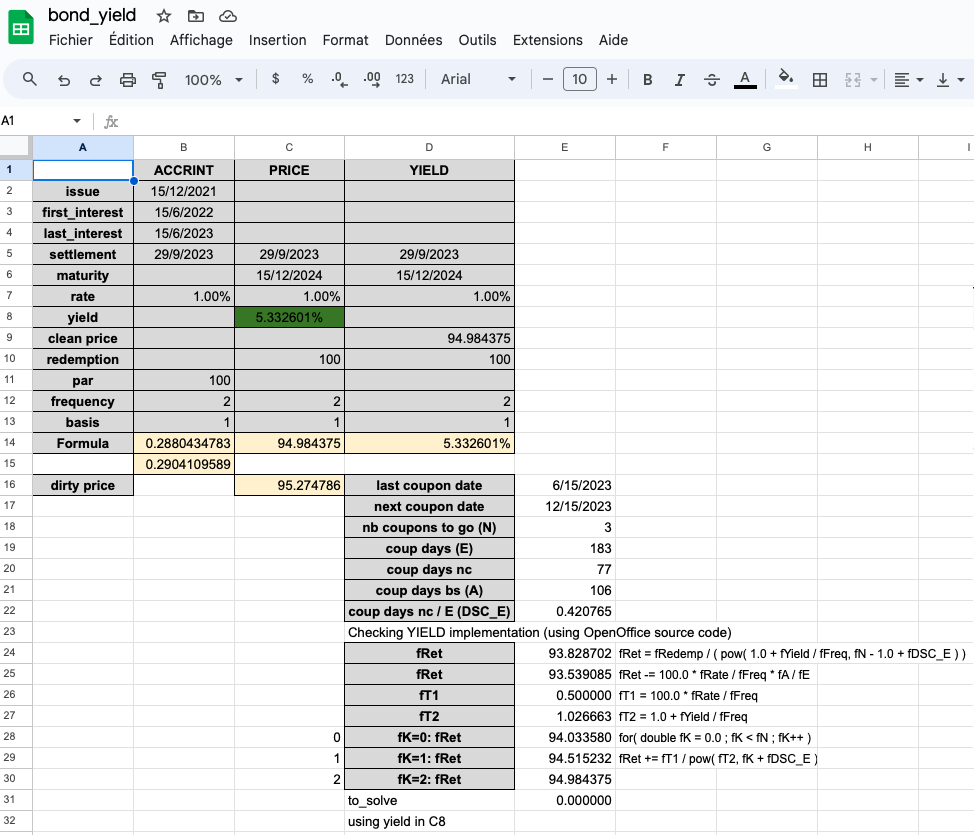 bond_yield
Fichier Édition Affichage Insertion Format Données Outils Extensions Aide
100% $ % .0 .00 123 Arial 10 B I S A
A1 fx
A B C D E F G H I
1 ACCRINT PRICE YIELD
2 issue 15/12/2021
3 first_interest 15/6/2022
4 last_interest 15/6/2023
5 settlement 29/9/2023 29/9/2023 29/9/2023
6 maturity 15/12/2024 15/12/2024
7 rate 1.00% 1.00% 1.00%
8 yield 5.332601%
9 clean price 94.984375
10 redemption 100 100
11 par 100
12 frequency 2 2 2
13 basis 1 1 1
14 Formula 0.2880434783 94.984375 5.332601%
15 0.2904109589
16 dirty price 95.274786 last coupon date 6/15/2023
17 next coupon date 12/15/2023
18 nb coupons to go (N) 3
19 coup days (E) 183
20 coup days nc 77
21 coup days bs (A) 106
22 coup days nc / E (DSC_E) 0.420765
23 Checking YIELD implementation (using OpenOffice source code)
24 fRet 93.828702 fRet = fRedemp / ( pow( 1.0 + fYield / fFreq, fN - 1.0 + fDSC_E ) )
25 fRet 93.539085 fRet -= 100.0 * fRate / fFreq * fA / fE
26 fT1 0.500000 fT1 = 100.0 * fRate / fFreq
27 fT2 1.026663 fT2 = 1.0 + fYield / fFreq
28 0 fK=0: fRet 94.033580 for( double fK = 0.0 ; fK < fN ; fK++ )
29 1 fK=1: fRet 94.515232 fRet += fT1 / pow( fT2, fK + fDSC_E )
30 2 fK=2: fRet 94.984375
31 to_solve 0.000000
32 using yield in C8